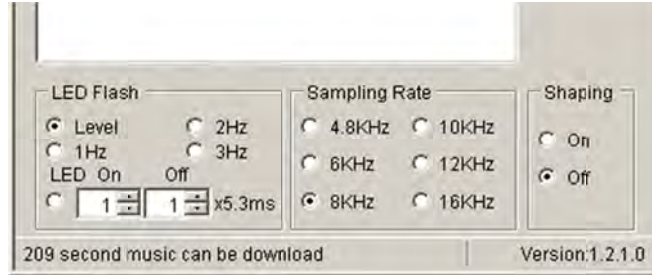 LED Flash
Level
2Hz
1Hz
3Hz
LED On Off
1
1
x5.3ms
Sampling Rate
4.8KHz
10KHz
6KHz
12KHz
8KHz
16KHz
Shaping
On
Off
209 second music can be download
Version:1.2.1.0